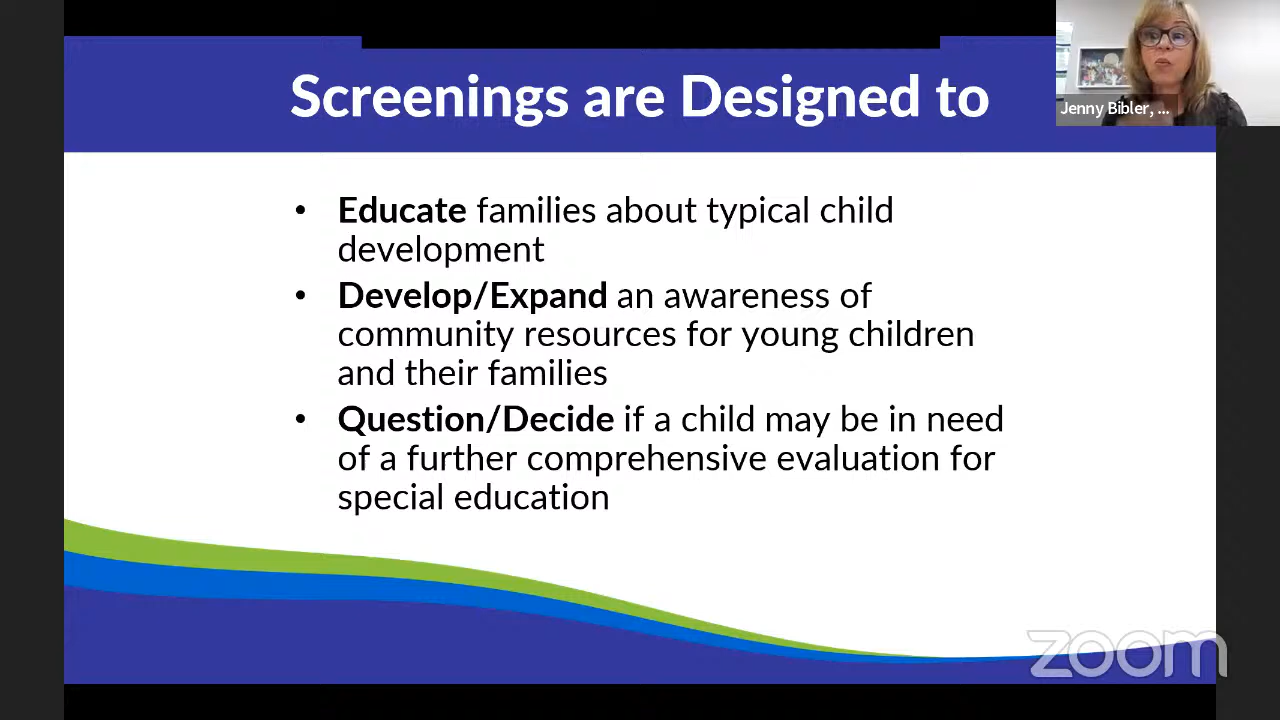 Screenings are Designed to
Jenny Bibler, ...
• Educate families about typical child
development
• Develop/Expand an awareness of
community resources for young children
and their families
• Question/Decide if a child may be in need
of a further comprehensive evaluation for
special education
zoom